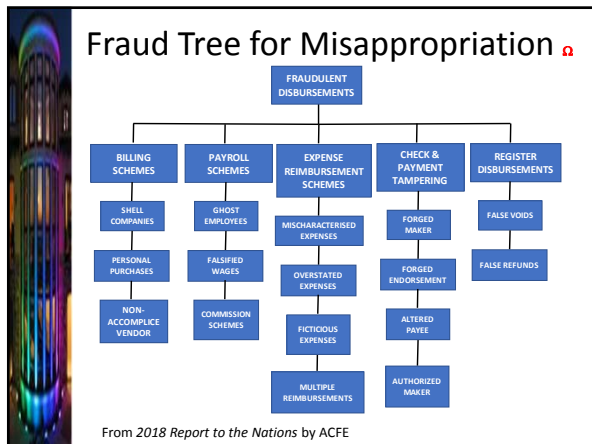 Fraud Tree for Misappropriation Ω
FRAUDULENT
DISBURSEMENTS
BILLING
SCHEMES
SHELL
COMPANIES
PERSONAL
PURCHASES
NON-
ACCOMPLICE
VENDOR
PAYROLL
SCHEMES
GHOST
EMPLOYEES
FALSIFIED
WAGES
COMMISSION
SCHEMES
EXPENSE
REIMBURSEMENT
SCHEMES
MISCHARACTERISED
EXPENSES
OVERSTATED
EXPENSES
FICTICIOUS
EXPENSES
MULTIPLE
REIMBURSEMENTS
CHECK &
PAYMENT
TAMPERING
FORGED
MAKER
FORGED
ENDORSEMENT
ALTERED
PAYEE
AUTHORIZED
MAKER
REGISTER
DISBURSEMENTS
FALSE VOIDS
FALSE REFUNDS
From 2018 Report to the Nations by ACFE